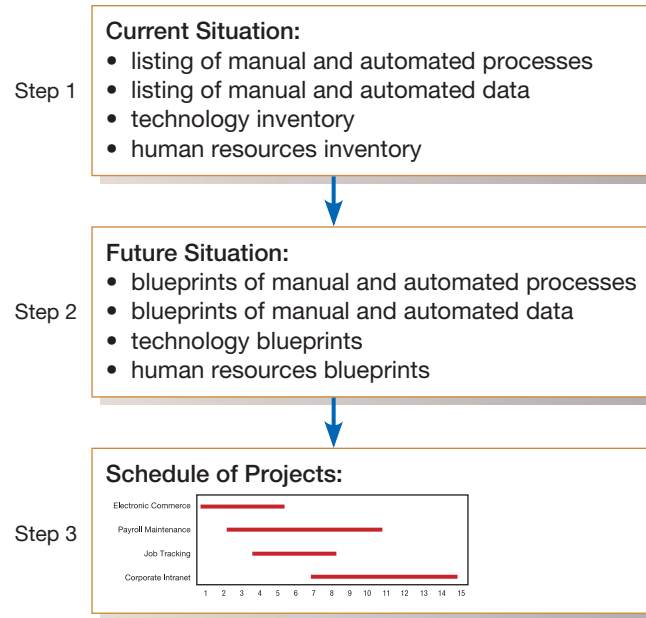 Step 1
Current Situation:
• listing of manual and automated processes
• listing of manual and automated data
• technology inventory
• human resources inventory
Step 2
Future Situation:
• blueprints of manual and automated processes
• blueprints of manual and automated data
• technology blueprints
• human resources blueprints
Step 3
Schedule of Projects:
Electronic Commerce
Payroll Maintenance
Job Tracking
Corporate Intranet
1 2 3 4 5 6 7 8 9 10 11 12 13 14 15